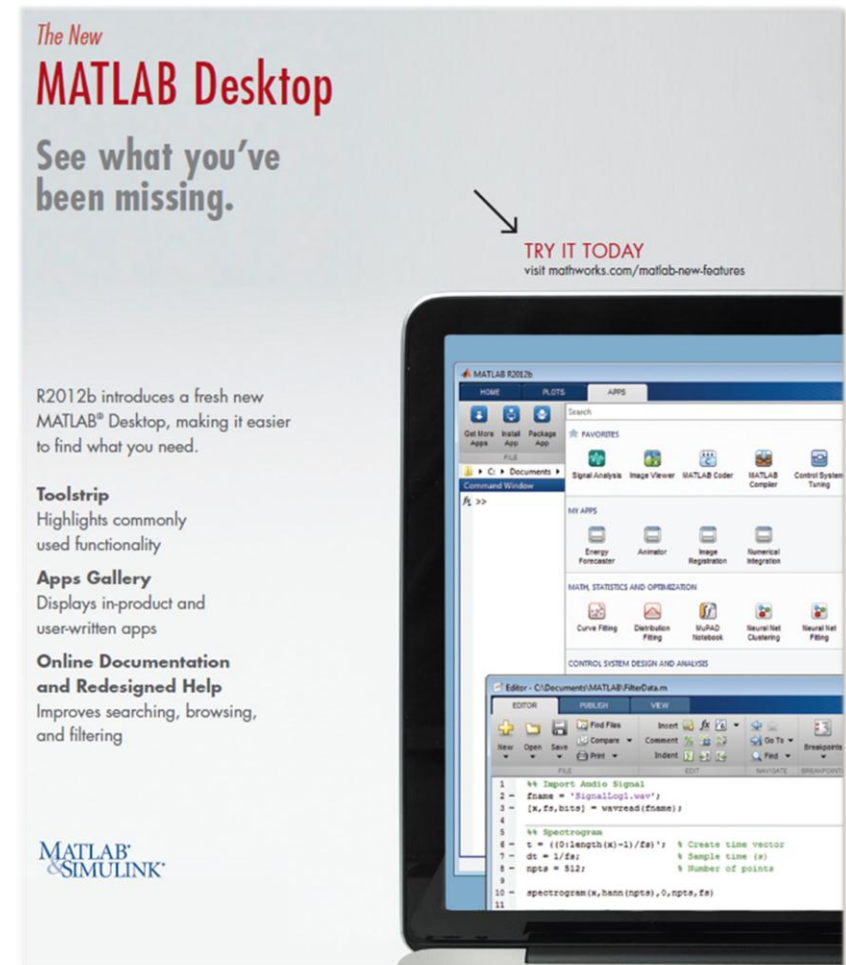 The New
MATLAB Desktop
See what you've
been missing.
TRY IT TODAY
visit mathworks.com/matlab-new-features
R2012b introduces a fresh new
MATLAB® Desktop, making it easier
to find what you need.
Toolstrip
Highlights commonly
used functionality
Apps Gallery
Displays in-product and
user-written apps
Online Documentation
and Redesigned Help
Improves searching, browsing,
and filtering
MATLAB®
&SIMULINK®
MATLAB R2012b
HOME PLOTS APPS
Get More Apps Install App Package App
FILE
Search
FAVORITES
Signal Analysis Image Viewer MATLAB Coder MATLAB Compiler Control System Tuning
C: Documents
Command Window
fx >>
MY APPS
Energy Forecaster Animator Image Registration Numerical Integration
MATH, STATISTICS AND OPTIMIZATION
Curve Fitting Distribution Fitting MuPAD Notebook Neural Net Clustering Neural Net Fitting
CONTROL SYSTEM DESIGN AND ANALYSIS
Editor - C:\Documents\MATLAB\FilterData.m
EDITOR PUBLISH VIEW
New Open Save
Find Files
Compare
Print
Insert fx
Comment
Indent
Go To
Find
Breakpoints
FILE EDIT NAVIGATE BREAKPOINTS
1 %% Import Audio Signal
2 - fname = 'SignalLog1.wav';
3 - [x,fs,bits] = wavread(fname);
4
5 %% Spectrogram
6 - t = ((0:length(x)-1)/fs)'; % Create time vector
7 - dt = 1/fs; % Sample time (s)
8 - npts = 512; % Number of points
9
10 - spectrogram(x,hann(npts),0,npts,fs)
11